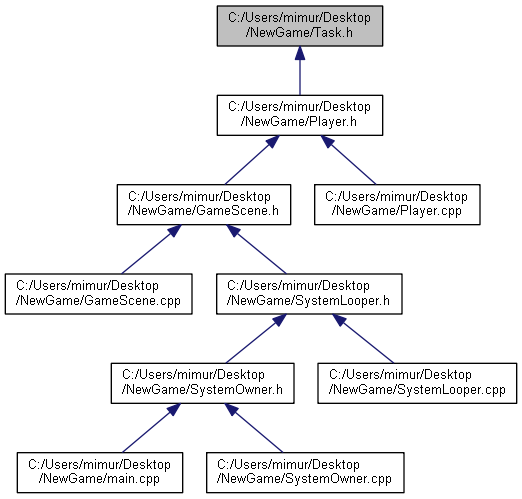 C:/Users/mimur/Desktop
/NewGame/Task.h
C:/Users/mimur/Desktop
/NewGame/Player.h
C:/Users/mimur/Desktop
/NewGame/GameScene.h
C:/Users/mimur/Desktop
/NewGame/Player.cpp
C:/Users/mimur/Desktop
/NewGame/GameScene.cpp
C:/Users/mimur/Desktop
/NewGame/SystemLooper.h
C:/Users/mimur/Desktop
/NewGame/SystemOwner.h
C:/Users/mimur/Desktop
/NewGame/SystemLooper.cpp
C:/Users/mimur/Desktop
/NewGame/main.cpp
C:/Users/mimur/Desktop
/NewGame/SystemOwner.cpp